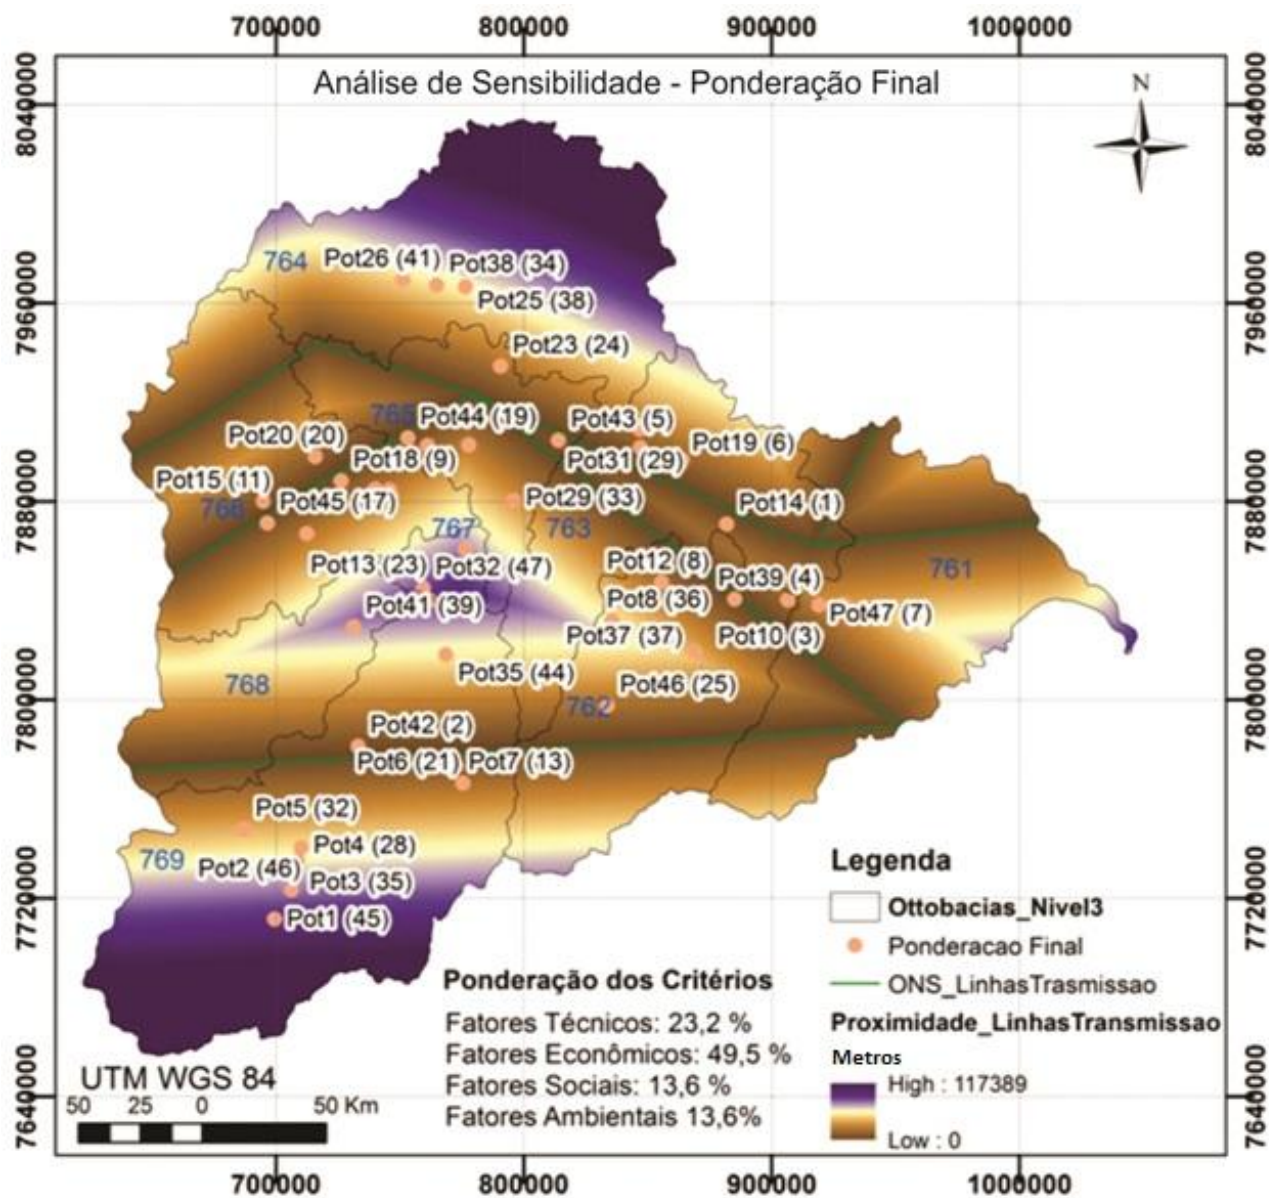 700000 800000 900000 1000000
Análise de Sensibilidade - Ponderação Final
N
8040000 8040000
764 Pot26 (41) Pot38 (34)
Pot25 (38)
7960000 7960000
Pot23 (24)
765 Pot44 (19) Pot43 (5)
Pot20 (20) Pot19 (6)
Pot18 (9) Pot31 (29)
Pot15 (11)
7880000 7880000
Pot45 (17) Pot29 (33) Pot14 (1)
766 767 763
Pot13 (23) Pot32 (47) Pot12 (8) Pot39 (4) 761
Pot41 (39) Pot8 (36) Pot47 (7)
Pot37 (37) Pot10 (3)
Pot35 (44)
768 Pot46 (25)
7800000 762 7800000
Pot42 (2)
Pot6 (21) Pot7 (13)
Pot5 (32)
Pot4 (28)
769 Pot2 (46)
Pot3 (35)
7720000 7720000
Pot1 (45)
Legenda
Ottobacias_Nivel3
Ponderacao Final
ONS_LinhasTrasmissao
Proximidade_LinhasTransmissao
Metros
High : 117389
Low : 0
Ponderação dos Critérios
Fatores Técnicos: 23,2 %
Fatores Econômicos: 49,5 %
Fatores Sociais: 13,6 %
Fatores Ambientais 13,6%
UTM WGS 84
50 25 0 50 Km
7640000 7640000
700000 800000 900000 1000000